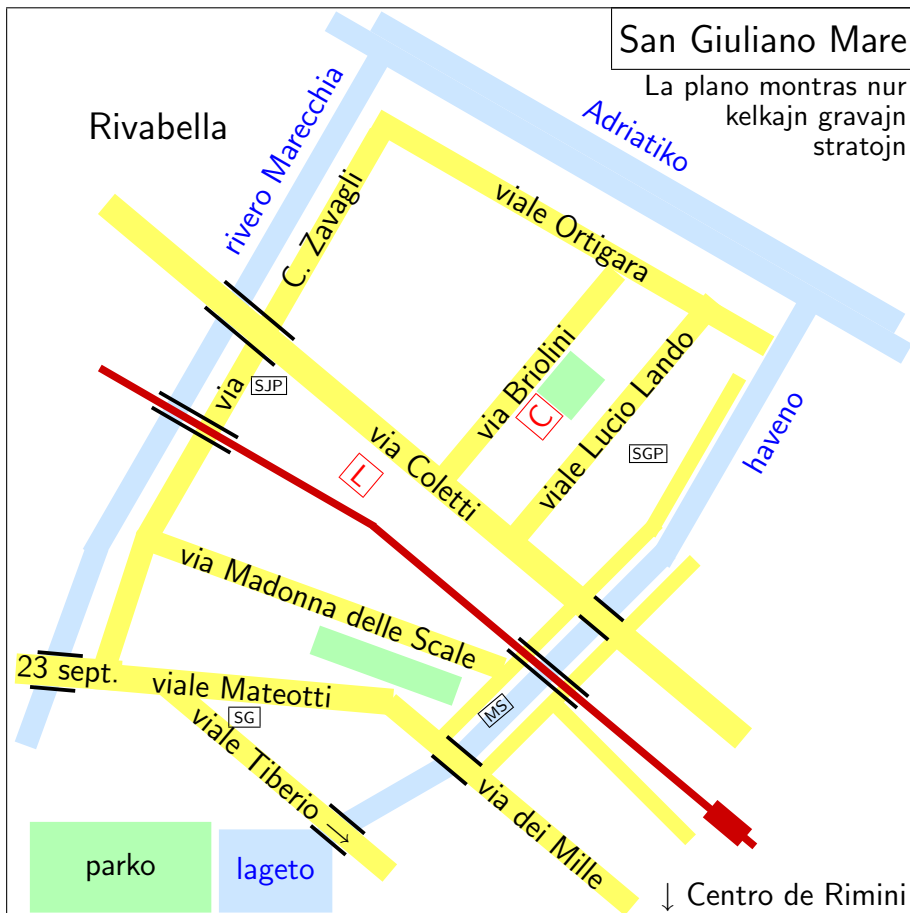 San Giuliano Mare
La plano montras nur
kelkajn gravajn
stratojn
Adriatiko
Rivabella
rivero Marecchia
viale Ortigara
via C. Zavagli
SJP
via Briolini
C
viale Lucio Lando
SGP
haveno
L
via Coletti
via Madonna delle Scale
23 sept.
viale Mateotti
SG
MS
viale Tiberio →
via dei Mille
parko
lageto
↓ Centro de Rimini